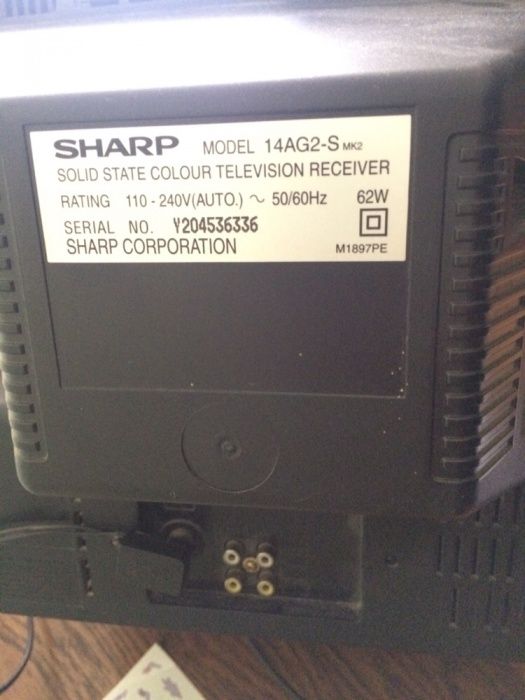 SHARP MODEL 14AG2-S MK2
SOLID STATE COLOUR TELEVISION RECEIVER
RATING 110 - 240V(AUTO.) ~ 50/60Hz 62W
SERIAL NO. Y204536336
SHARP CORPORATION M1897PE